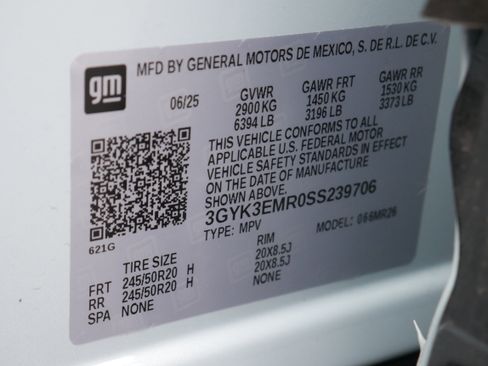 gm
MFD BY GENERAL MOTORS DE MEXICO, S. DE R.L. DE C.V.
06/25 GVWR GAWR FRT GAWR RR
2900 KG 1450 KG 1530 KG
6394 LB 3196 LB 3373 LB
THIS VEHICLE CONFORMS TO ALL
APPLICABLE U.S. FEDERAL MOTOR
VEHICLE SAFETY STANDARDS IN EFFECT
ON THE DATE OF MANUFACTURE
SHOWN ABOVE.
3GYK3EMR0SS239706
TYPE: MPV MODEL: 066MR26
621G
TIRE SIZE RIM
FRT 245/50R20 H 20X8.5J
RR 245/50R20 H 20X8.5J
SPA NONE NONE